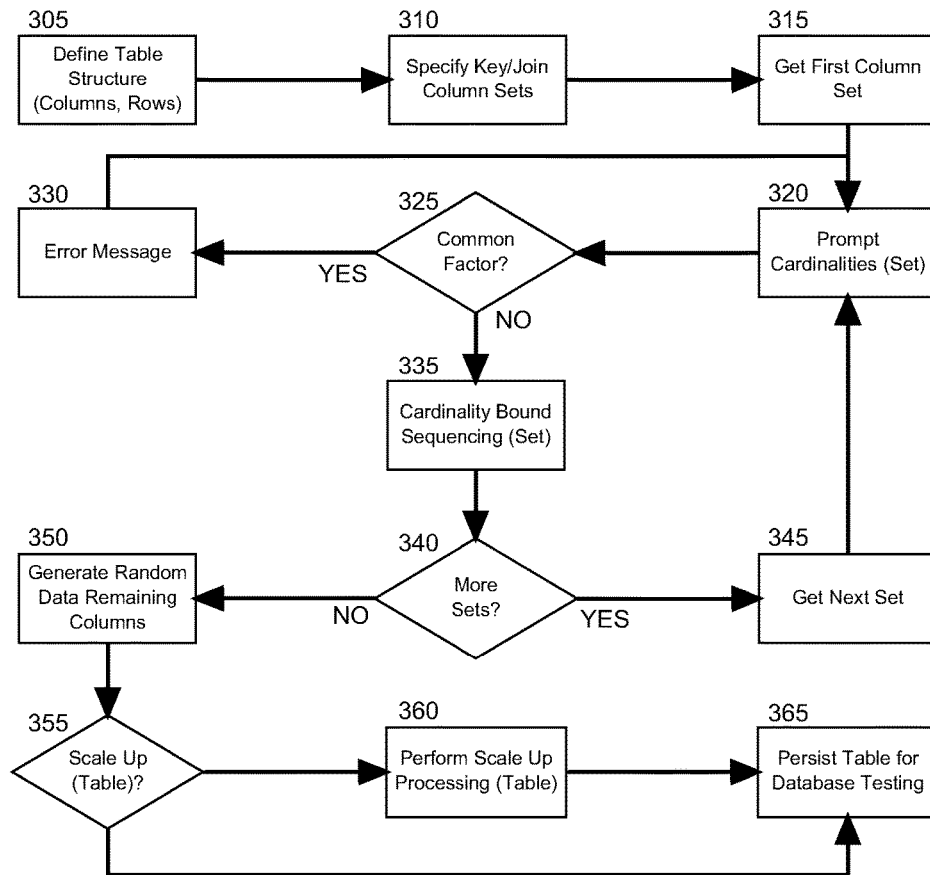 305
Define Table
Structure
(Columns, Rows)
310
Specify Key/Join
Column Sets
315
Get First Column
Set
330
Error Message
325
Common
Factor?
YES
NO
320
Prompt
Cardinalities (Set)
335
Cardinality Bound
Sequencing (Set)
350
Generate Random
Data Remaining
Columns
340
More
Sets?
NO
YES
345
Get Next Set
355
Scale Up
(Table)?
360
Perform Scale Up
Processing (Table)
365
Persist Table for
Database Testing